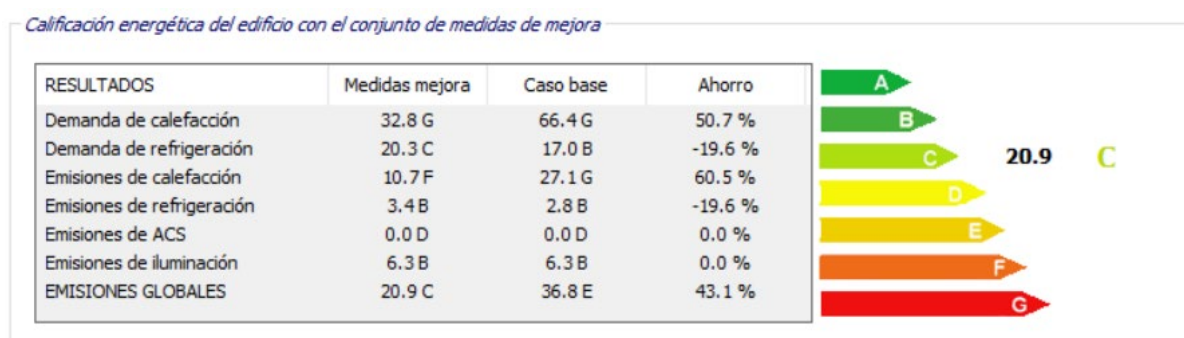 Calificación energética del edificio con el conjunto de medidas de mejora
RESULTADOS Medidas mejora Caso base Ahorro
Demanda de calefacción 32.8 G 66.4 G 50.7 %
Demanda de refrigeración 20.3 C 17.0 B -19.6 %
Emisiones de calefacción 10.7 F 27.1 G 60.5 %
Emisiones de refrigeración 3.4 B 2.8 B -19.6 %
Emisiones de ACS 0.0 D 0.0 D 0.0 %
Emisiones de iluminación 6.3 B 6.3 B 0.0 %
EMISIONES GLOBALES 20.9 C 36.8 E 43.1 %
A
B
C 20.9 C
D
E
F
G